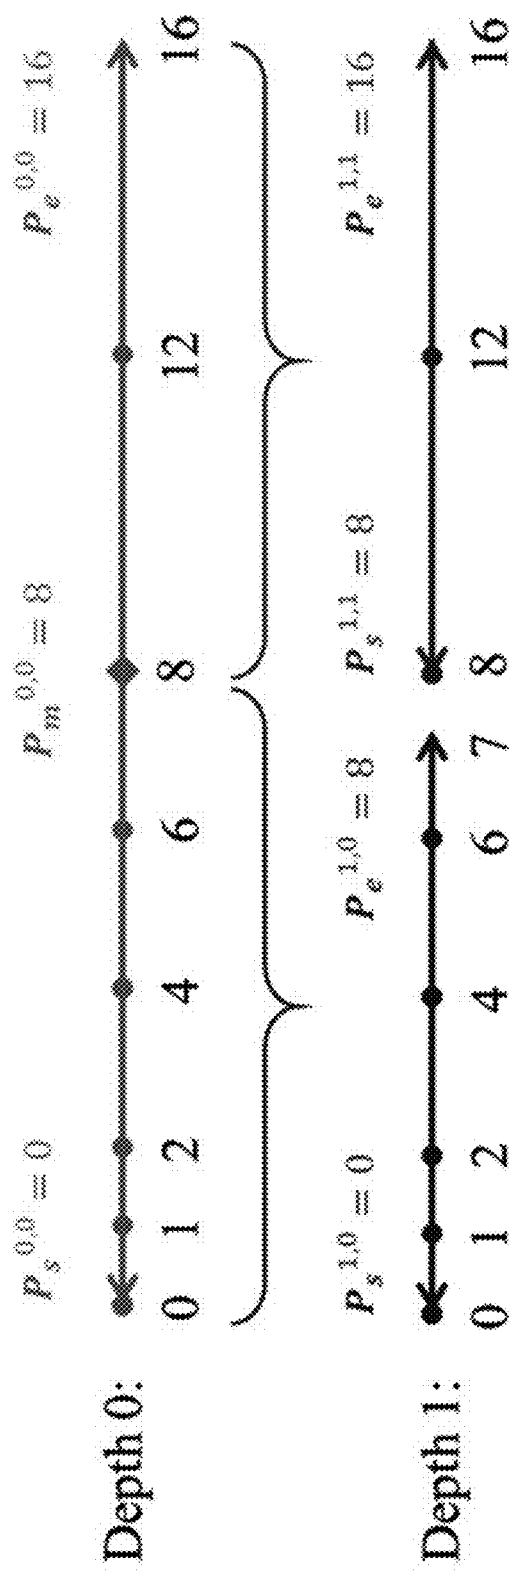 P_s^{0,0} = 0 P_m^{0,0} = 8 P_e^{0,0} = 16
Depth 0:
0 1 2 4 6 8 12 16
P_s^{1,0} = 0 P_e^{1,0} = 8 P_s^{1,1} = 8 P_e^{1,1} = 16
Depth 1:
0 1 2 4 6 7 8 12 16